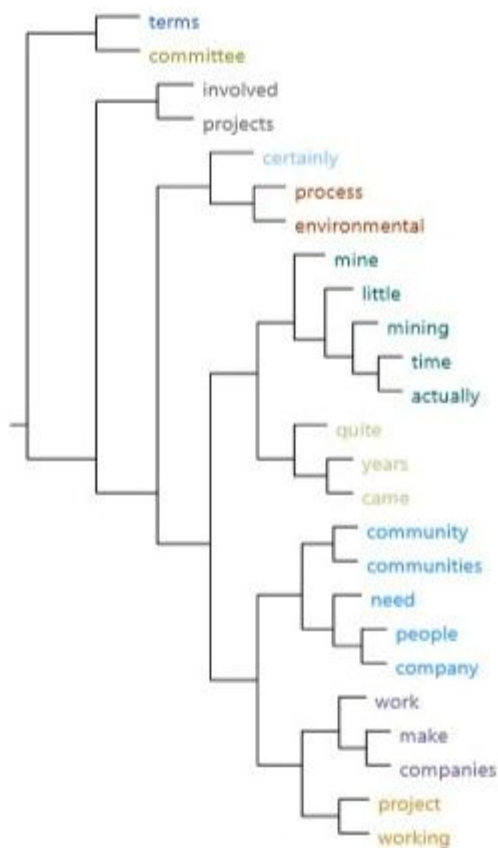 terms
committee
involved
projects
certainly
process
environmental
mine
little
mining
time
actually
quite
years
came
community
communities
need
people
company
work
make
companies
project
working